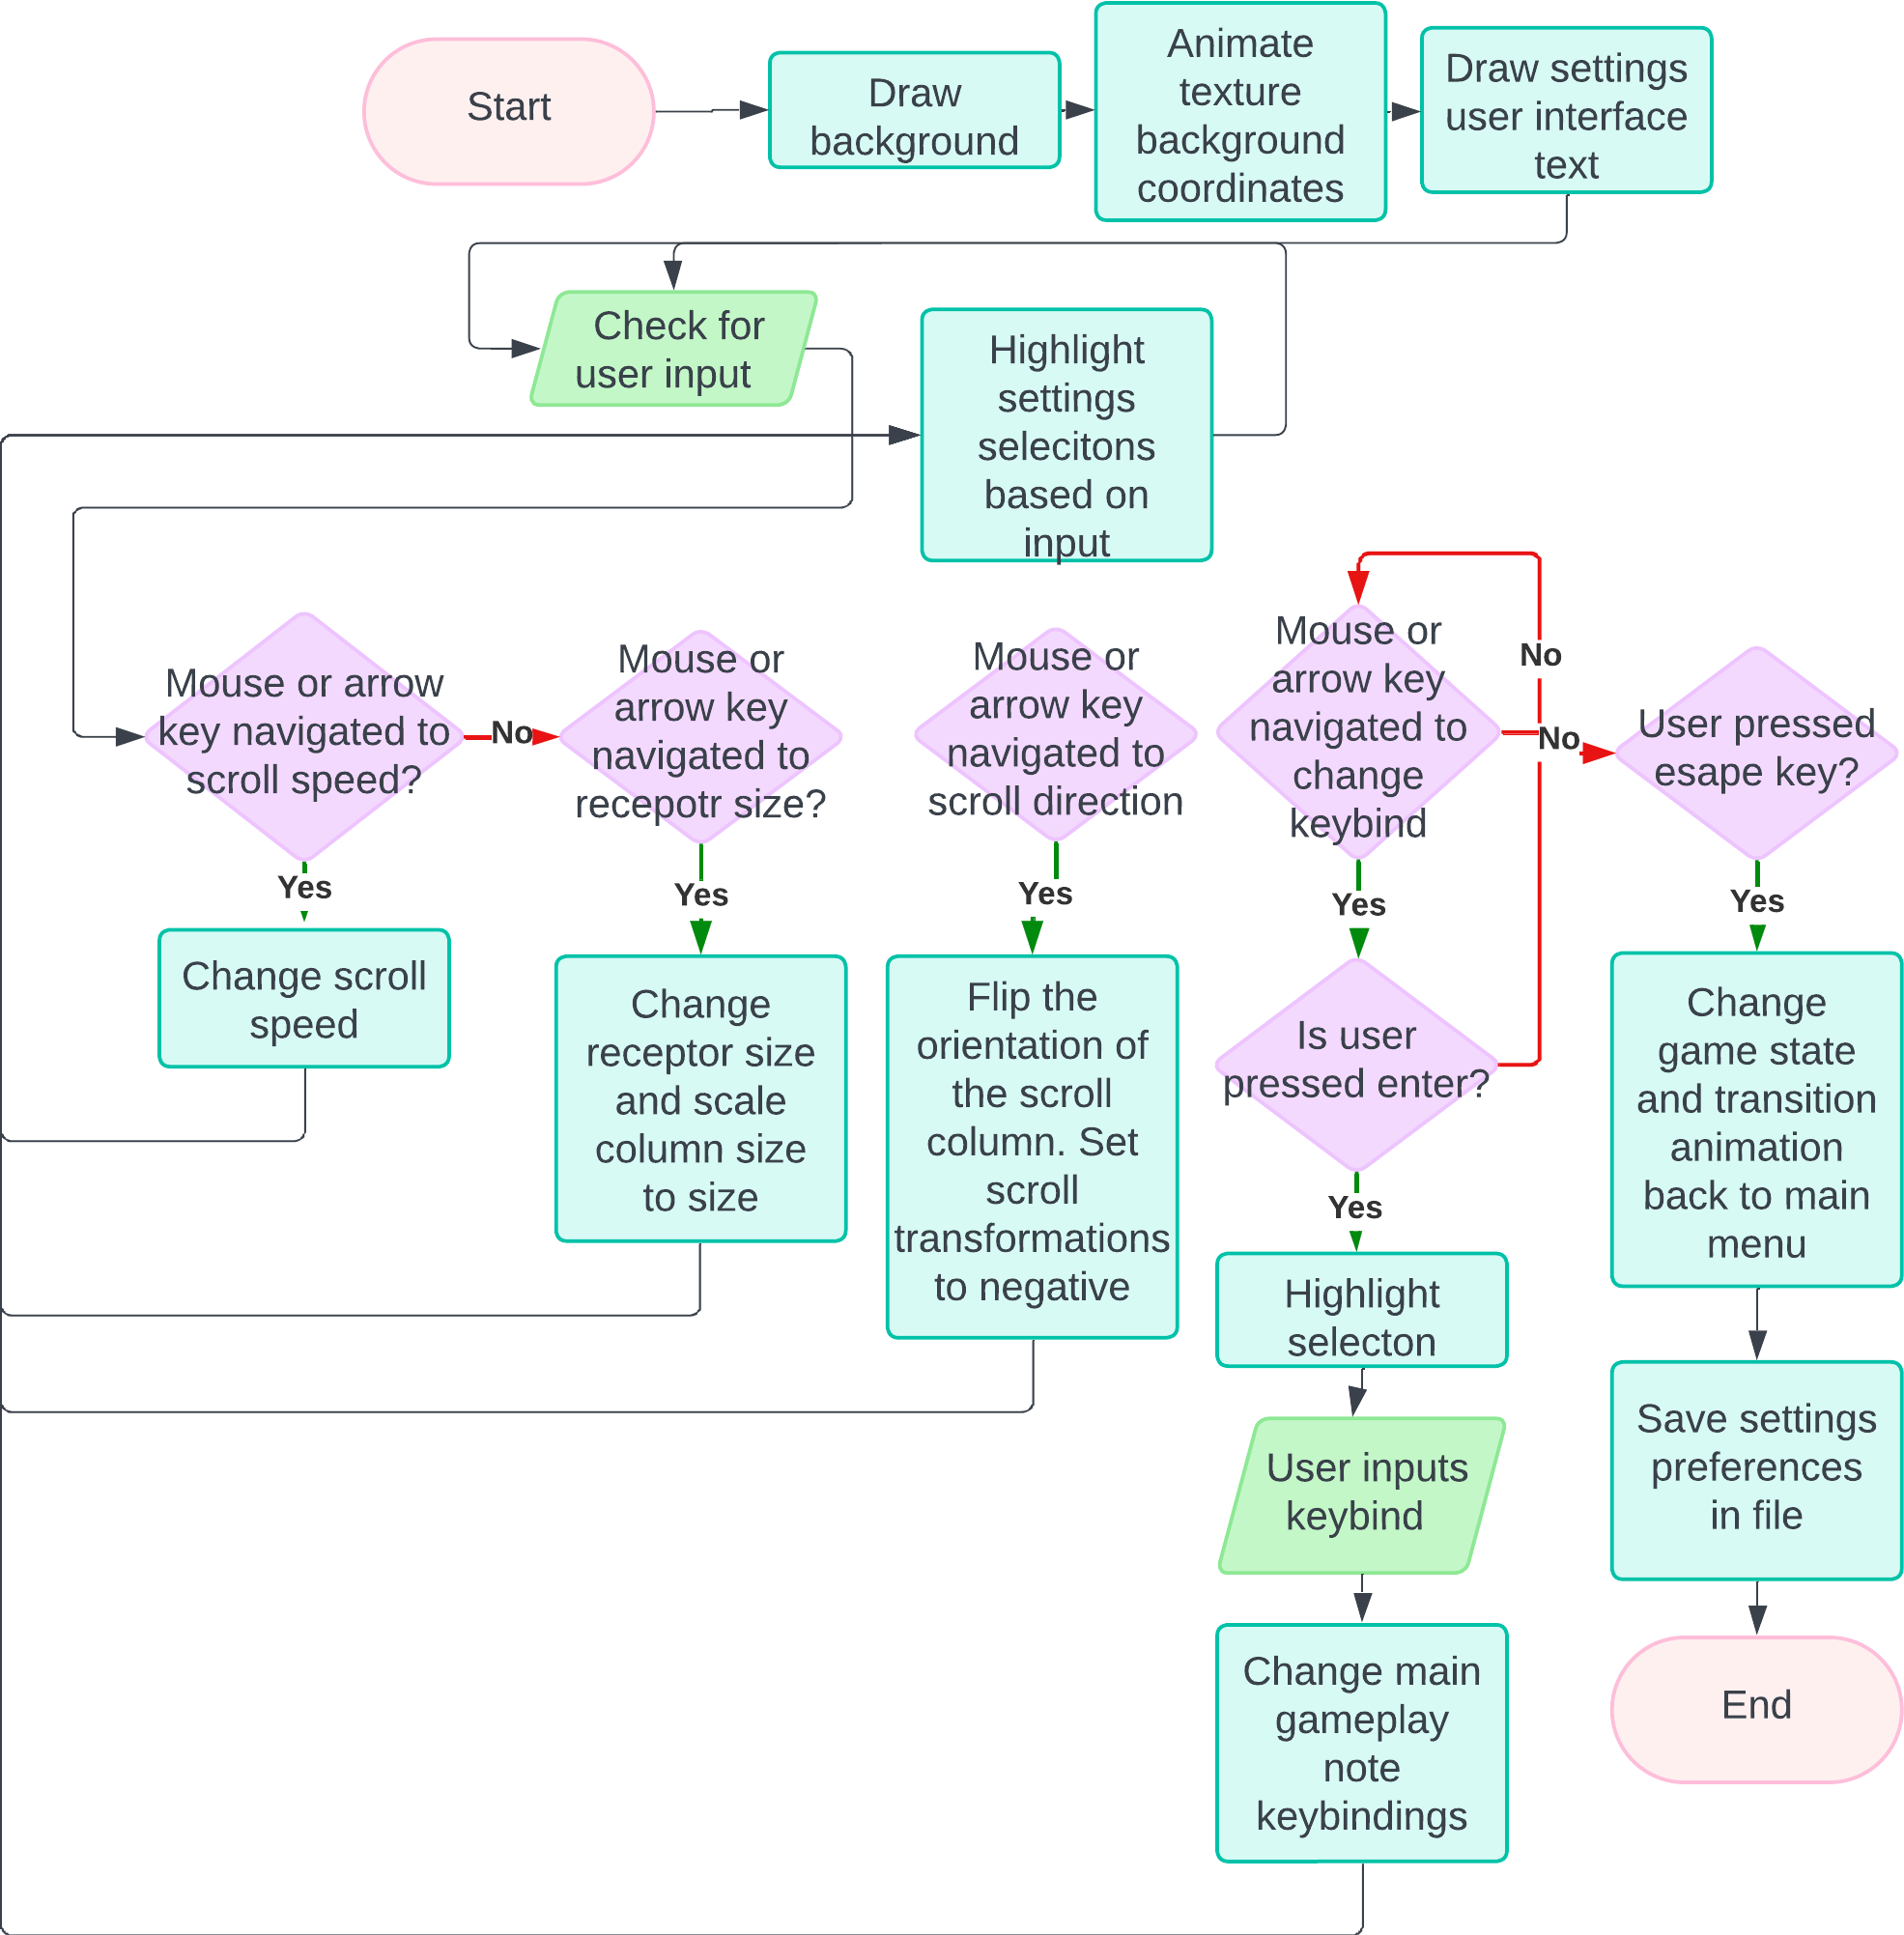 Start
Draw
background
Animate
texture
background
coordinates
Draw settings
user interface
text
Check for
user input
Highlight
settings
selecitons
based on
input
Mouse or arrow
key navigated to
scroll speed?
No
Mouse or
arrow key
navigated to
recepotr size?
Mouse or
arrow key
navigated to
scroll direction
Mouse or
arrow key
navigated to
change
keybind
No
No
User pressed
esape key?
Yes
Yes
Yes
Yes
Yes
Change scroll
speed
Change
receptor size
and scale
column size
to size
Flip the
orientation of
the scroll
column. Set
scroll
transformations
to negative
Is user
pressed enter?
Yes
Change
game state
and transition
animation
back to main
menu
Highlight
selecton
User inputs
keybind
Save settings
preferences
in file
Change main
gameplay
note
keybindings
End